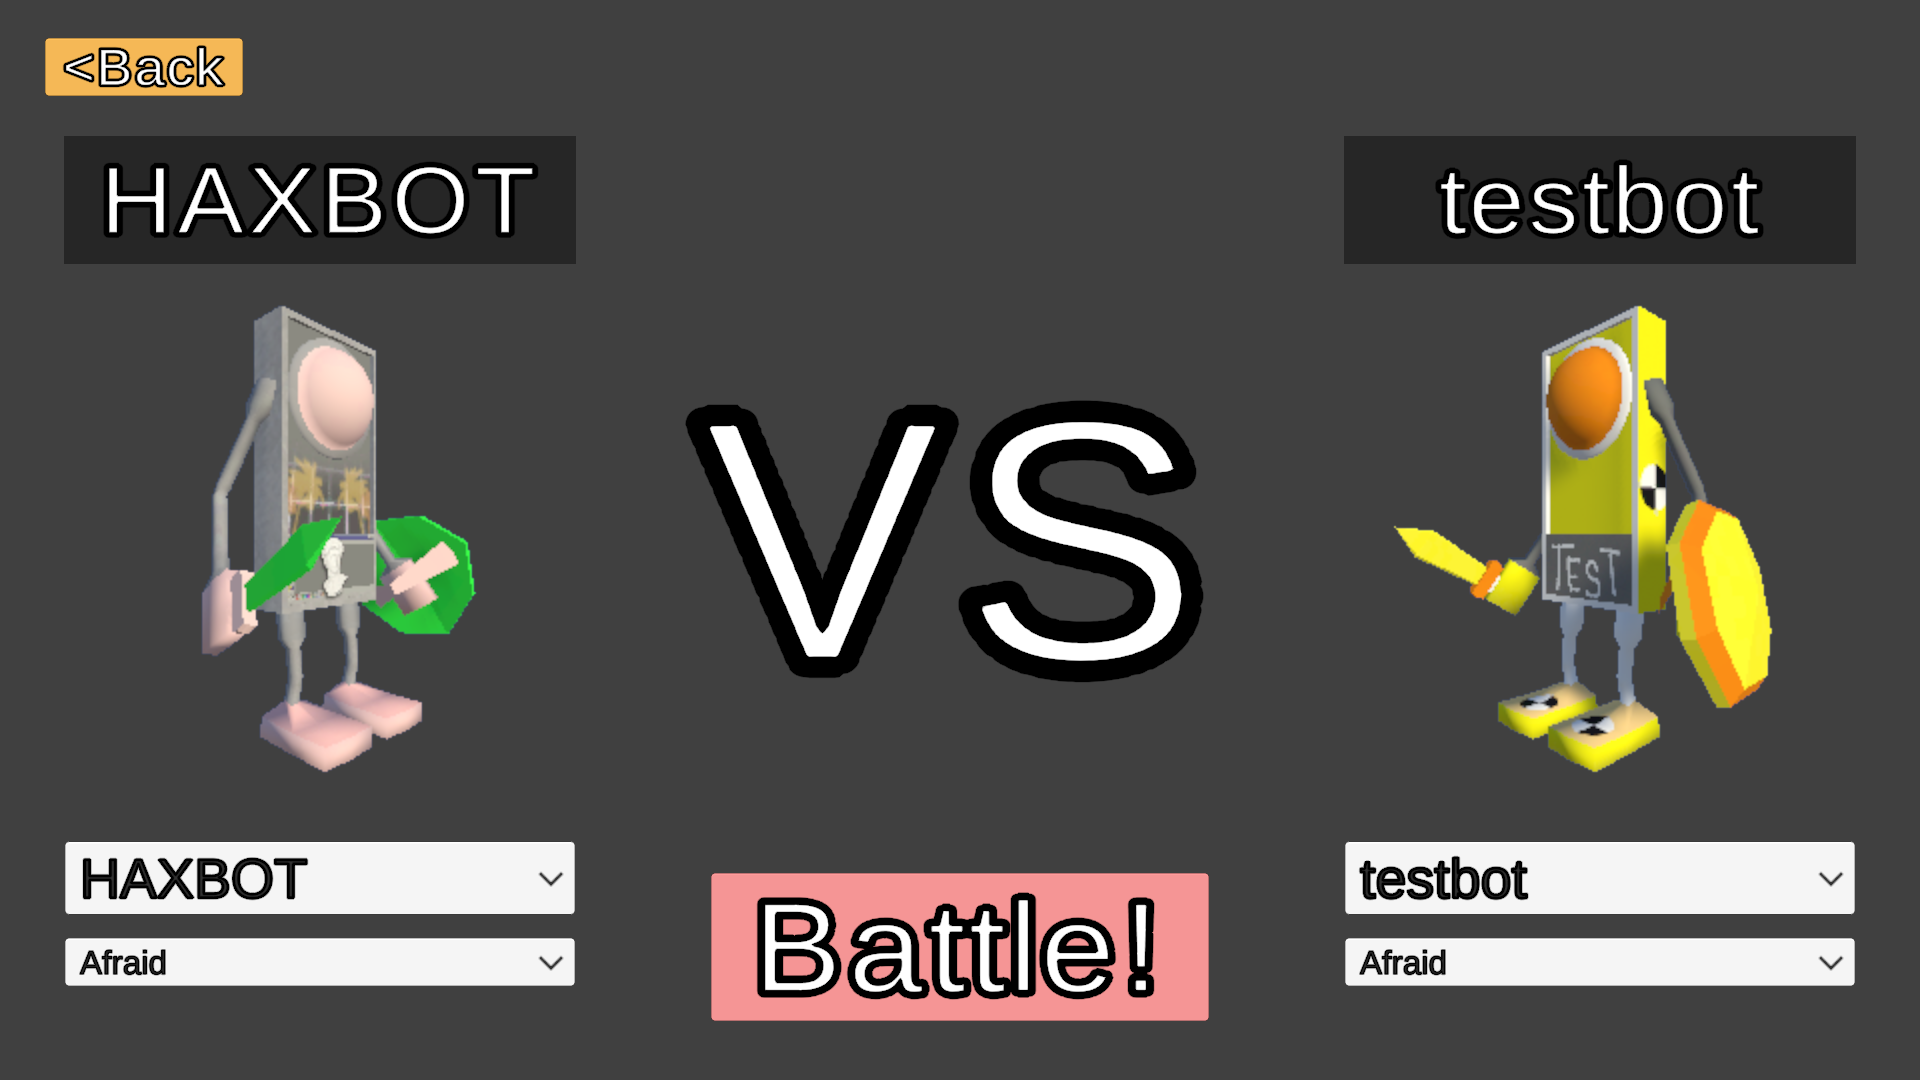 <Back
HAXBOT
testbot
VS
TEST
HAXBOT
testbot
Battle!
Afraid
Afraid